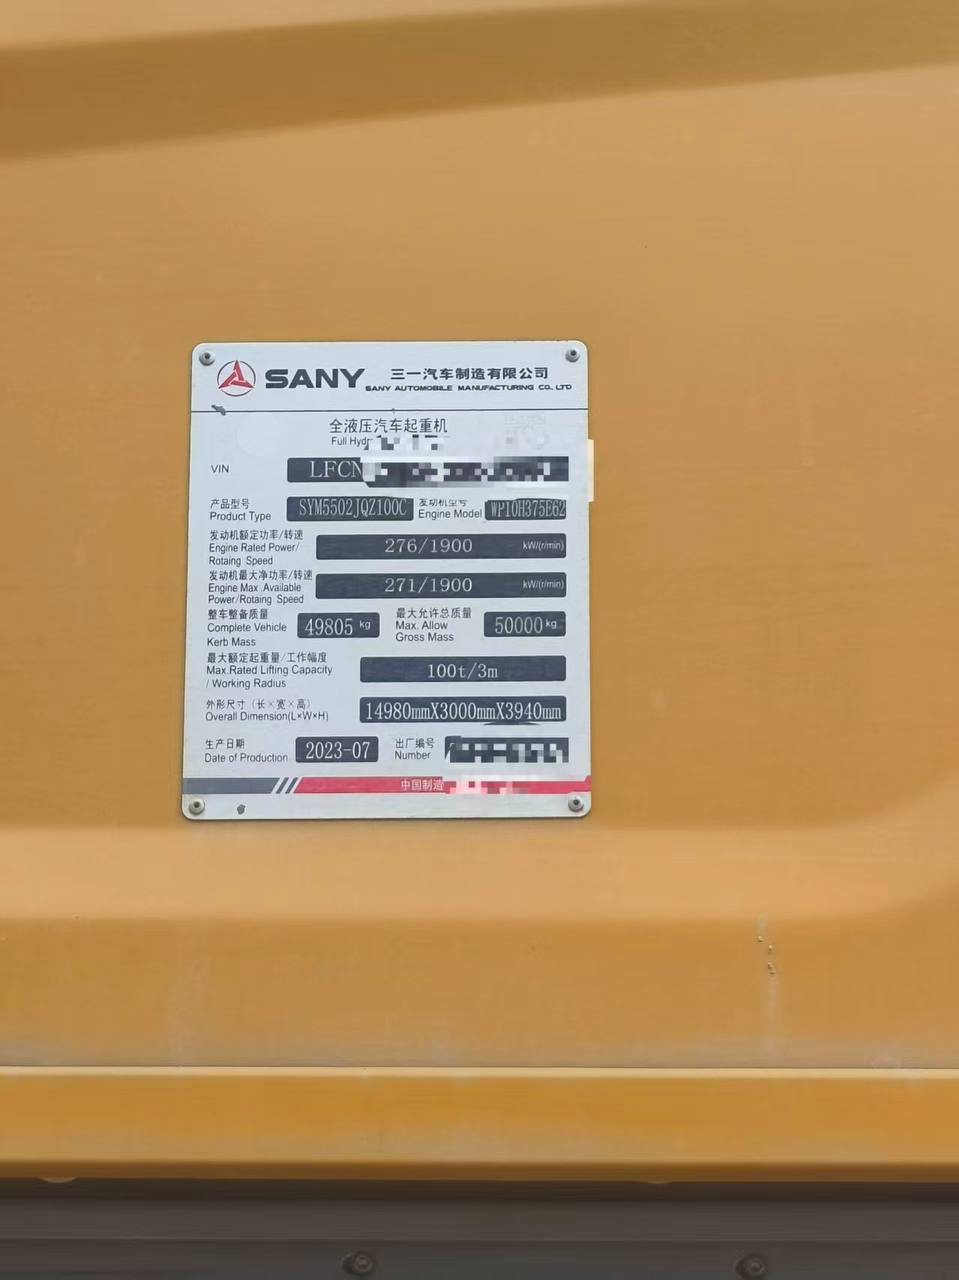 SANY 三一汽车制造有限公司
SANY AUTOMOBILE MANUFACTURING CO., LTD
全液压汽车起重机
Full
VIN LFCN
产品型号 SYM5502JQZ100C 发动机型号 WP10H375E62
Product Type Engine Model
发动机额定功率/转速
Engine Rated Power/ 276/1900 kW/(r/min)
Rotaing Speed
发动机最大净功率/转速
Engine Max .Available 271/1900 kW/(r/min)
Power/Rotaing Speed
整车整备质量 最大允许总质量
Complete Vehicle 49805 kg Max. Allow 50000 kg
Kerb Mass Gross Mass
最大额定起重量/工作幅度
Max.Rated Lifting Capacity 100t/3m
/ Working Radius
外形尺寸 (长×宽×高)
Overall Dimension(L×W×H) 14980mmX3000mmX3940mm
生产日期 2023-07 出厂编号
Date of Production Number
中国制造